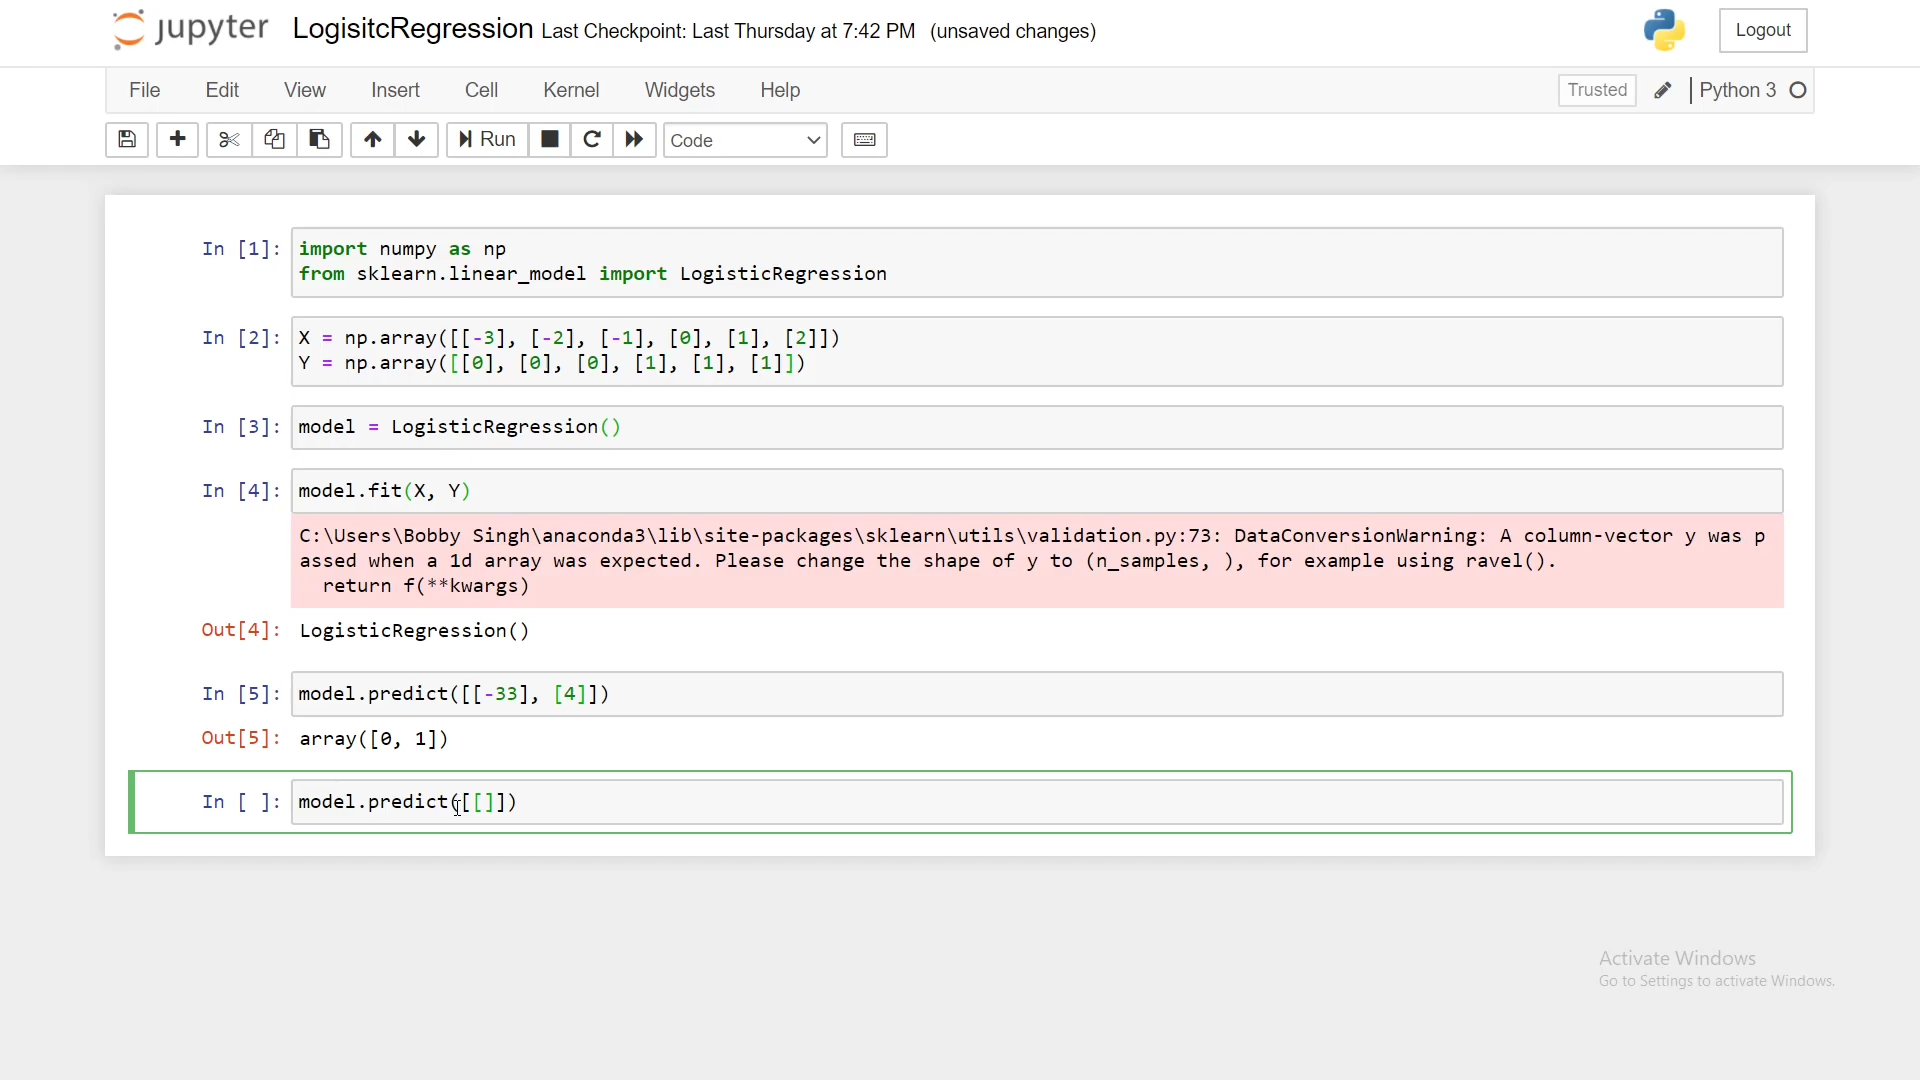 jupyter LogisitcRegression Last Checkpoint: Last Thursday at 7:42 PM (unsaved changes) Logout
File Edit View Insert Cell Kernel Widgets Help Trusted Python 3
Run Code
In [1]: import numpy as np
from sklearn.linear_model import LogisticRegression
In [2]: X = np.array([[-3], [-2], [-1], [0], [1], [2]])
Y = np.array([[0], [0], [0], [1], [1], [1]])
In [3]: model = LogisticRegression()
In [4]: model.fit(X, Y)
C:\Users\Bobby Singh\anaconda3\lib\site-packages\sklearn\utils\validation.py:73: DataConversionWarning: A column-vector y was p
assed when a 1d array was expected. Please change the shape of y to (n_samples, ), for example using ravel().
return f(**kwargs)
Out[4]: LogisticRegression()
In [5]: model.predict([[-33], [4]])
Out[5]: array([0, 1])
In [ ]: model.predict([[]])
Activate Windows
Go to Settings to activate Windows.